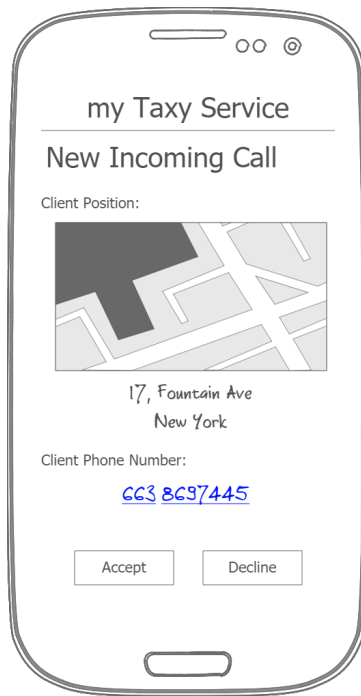 my Taxy Service
New Incoming Call
Client Position:
17, Fountain Ave
New York
Client Phone Number:
663 8697445
Accept
Decline